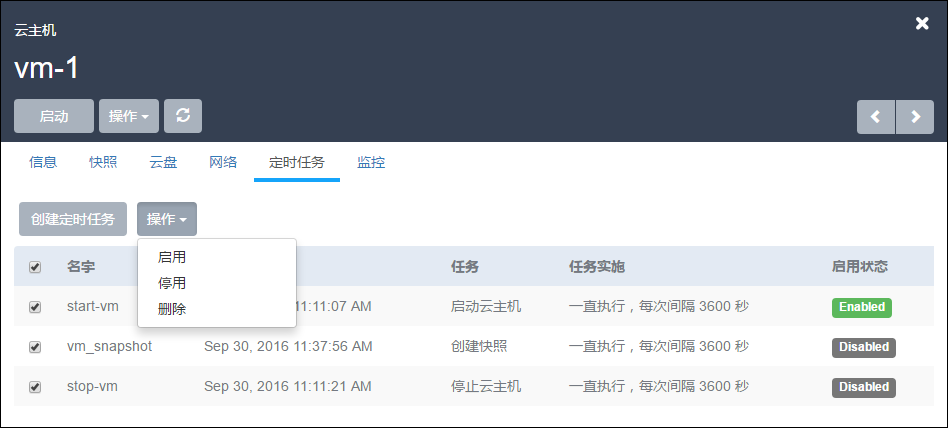 云主机
vm-1
启动 操作
信息 快照 云盘 网络 定时任务 监控
创建定时任务 操作
启用
停用
删除
名字 任务 任务实施 启用状态
start-vm 11:11:07 AM 启动云主机 一直执行，每次间隔 3600 秒 Enabled
vm_snapshot Sep 30, 2016 11:37:56 AM 创建快照 一直执行，每次间隔 3600 秒 Disabled
stop-vm Sep 30, 2016 11:11:21 AM 停止云主机 一直执行，每次间隔 3600 秒 Disabled